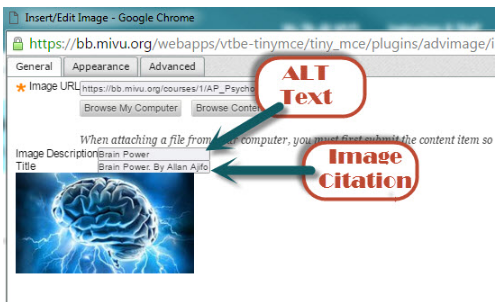 Insert/Edit Image - Google Chrome
https://bb.mivu.org/webapps/vtbe-tinymce/tiny_mce/plugins/advimage/i
General Appearance Advanced
ALT
Text
* Image URL https://bb.mivu.org/courses/1/AP_Psycho
Browse My Computer Browse Conten
When attaching a file from your computer, you must first submit the content item so
Image Description Brain Power
Title Brain Power. By Allan Ajifo
Image
Citation